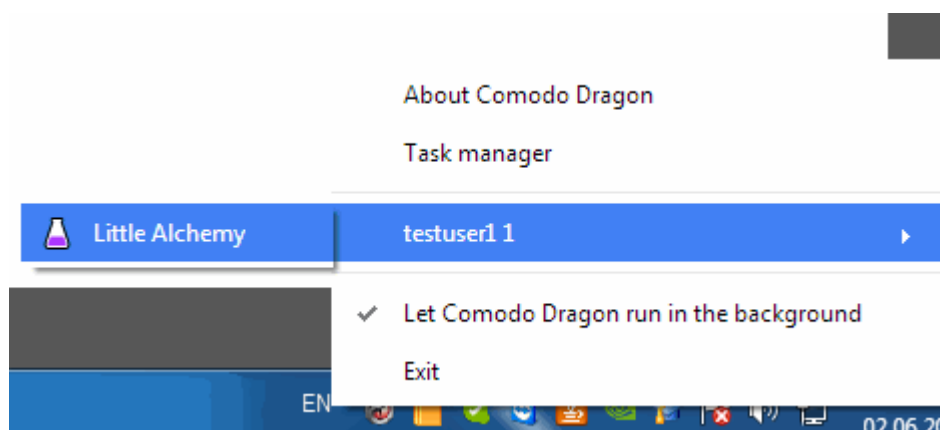 About Comodo Dragon
Task manager
Little Alchemy testuser1 1
Let Comodo Dragon run in the background
Exit
EN